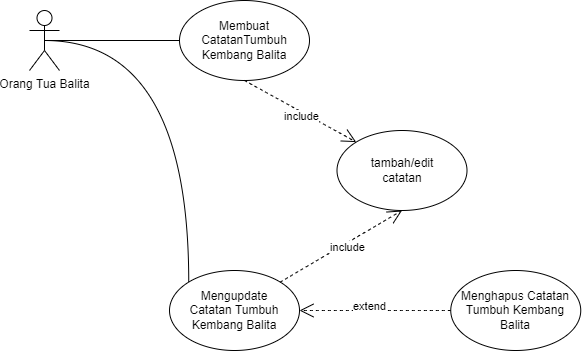 Membuat
CatatanTumbuh
Kembang Balita
Orang Tua Balita
include
tambah/edit
catatan
include
Mengupdate
Catatan Tumbuh
Kembang Balita
extend
Menghapus Catatan
Tumbuh Kembang
Balita